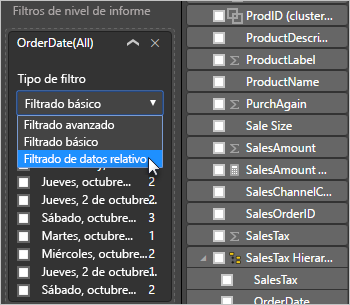 Filtros de nivel de informe
OrderDate(All)
Tipo de filtro
Filtrado básico
Filtrado avanzado
Filtrado básico
Filtrado de datos relativo
Jueves, octubre... 2
Jueves, 2 de octubre.. 2
Sábado, octubre... 3
Martes, octubre... 1
Miércoles, octubre... 2
Jueves, 2 de octubre.. 1
Sábado, octubre... 2
ProdID (cluster...
ProductDescri...
ProductLabel
ProductName
PurchAgain
Sale Size
SalesAmount
SalesAmount ...
SalesChannelC...
SalesOrderID
SalesTax
SalesTax Hierar...
SalesTax
OrderDate